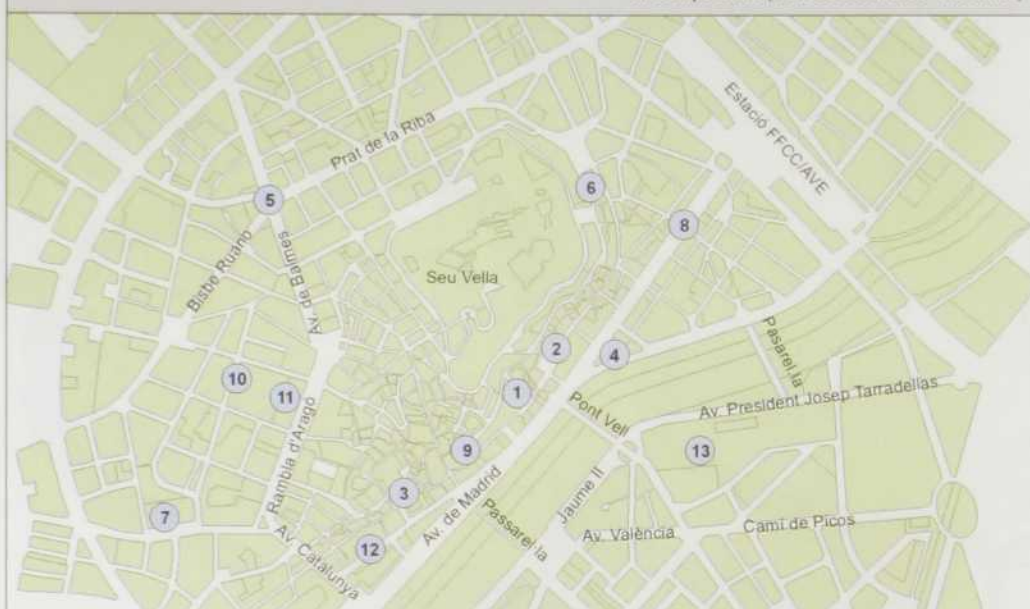 Estació FFCC/AVE
Prat de la Riba
6
5
8
Bisbe Ruano
Av. de Balmes
Seu Vella
2
4
Pasarel.la
10
11
1
Av. President Josep Tarradellas
Pont Vell
Rambla d'Aragó
9
13
3
Av. de Madrid
Jaume II
7
Passarel.la
Av. València
Camí de Picos
Av. Catalunya
12